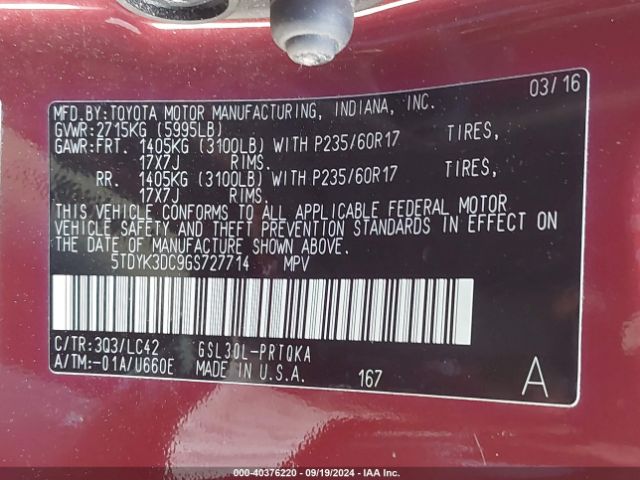 MFD.BY:TOYOTA MOTOR MANUFACTURING, INDIANA, INC. 03/16
GVWR:2715KG (5995LB)
GAWR:FRT. 1405KG (3100LB) WITH P235/60R17 TIRES,
17X7J RIMS.
RR. 1405KG (3100LB) WITH P235/60R17 TIRES,
17X7J RIMS.
THIS VEHICLE CONFORMS TO ALL APPLICABLE FEDERAL MOTOR
VEHICLE SAFETY AND THEFT PREVENTION STANDARDS IN EFFECT ON
THE DATE OF MANUFACTURE SHOWN ABOVE.
5TDYK3DC9GS727714 MPV
C/TR:3Q3/LC42 GSL30L-PRTQKA
A/TM:-01A/U660E MADE IN U.S.A. 167 A
000-40376220 - 09/19/2024 - IAA Inc.